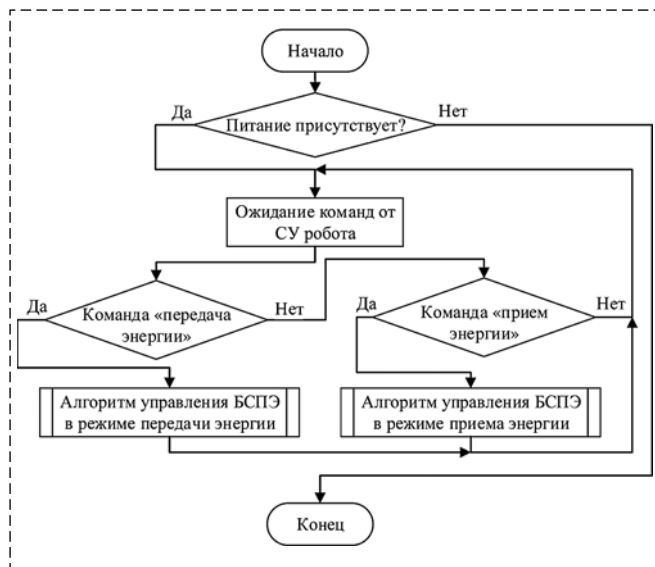 Начало
Да
Нет
Питание присутствует?
Ожидание команд от
СУ робота
Да
Команда «передача
энергии»
Нет
Да
Команда «прием
энергии»
Нет
Алгоритм управления БСПЭ
в режиме передачи энергии
Алгоритм управления БСПЭ
в режиме приема энергии
Конец